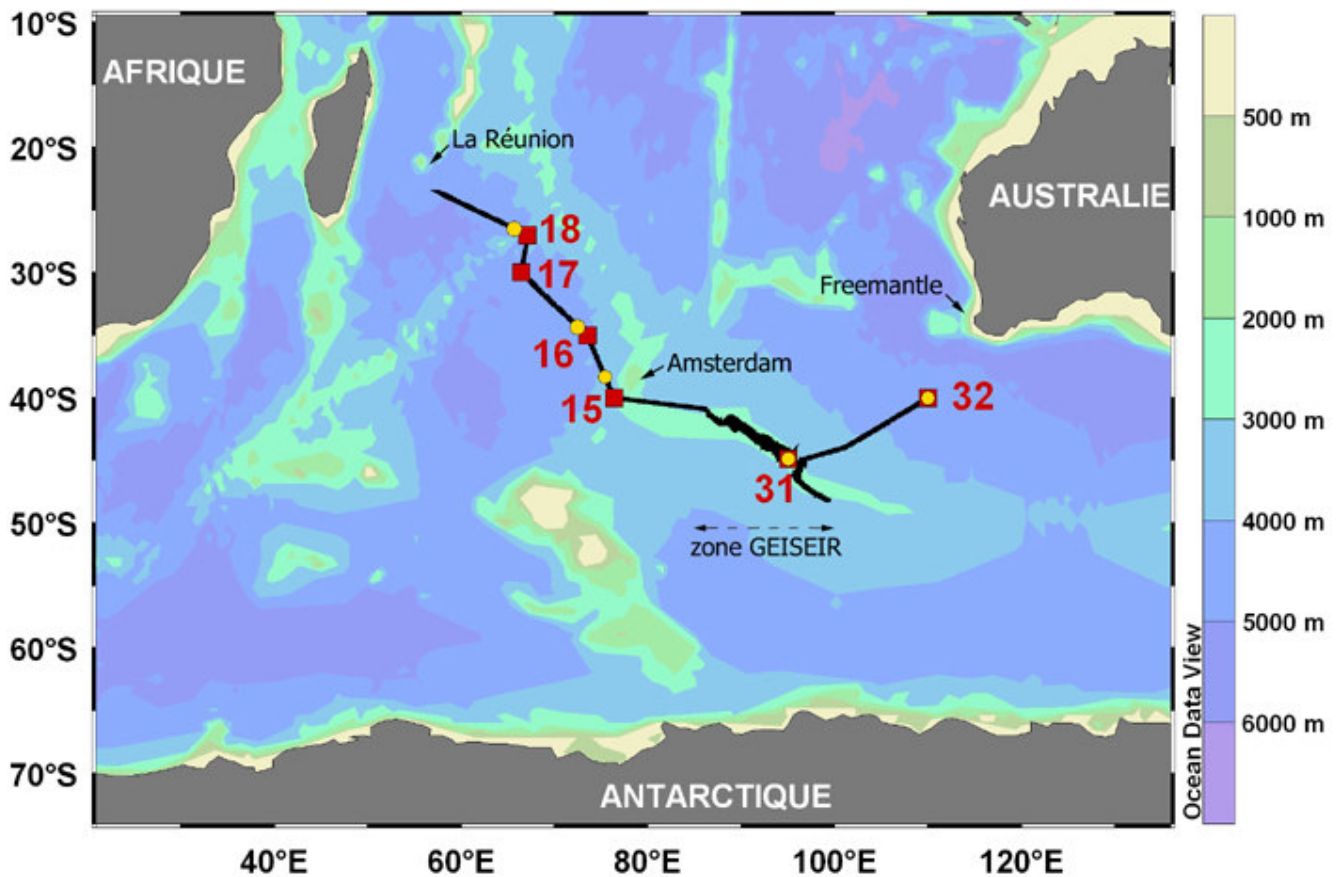 10°S
20°S
30°S
40°S
50°S
60°S
70°S
AFRIQUE
La Réunion
AUSTRALIE
18
17
Freemantle
16
Amsterdam
15
32
31
zone GEISEIR
ANTARCTIQUE
40°E
60°E
80°E
100°E
120°E
500 m
1000 m
2000 m
3000 m
4000 m
5000 m
6000 m
Ocean Data View